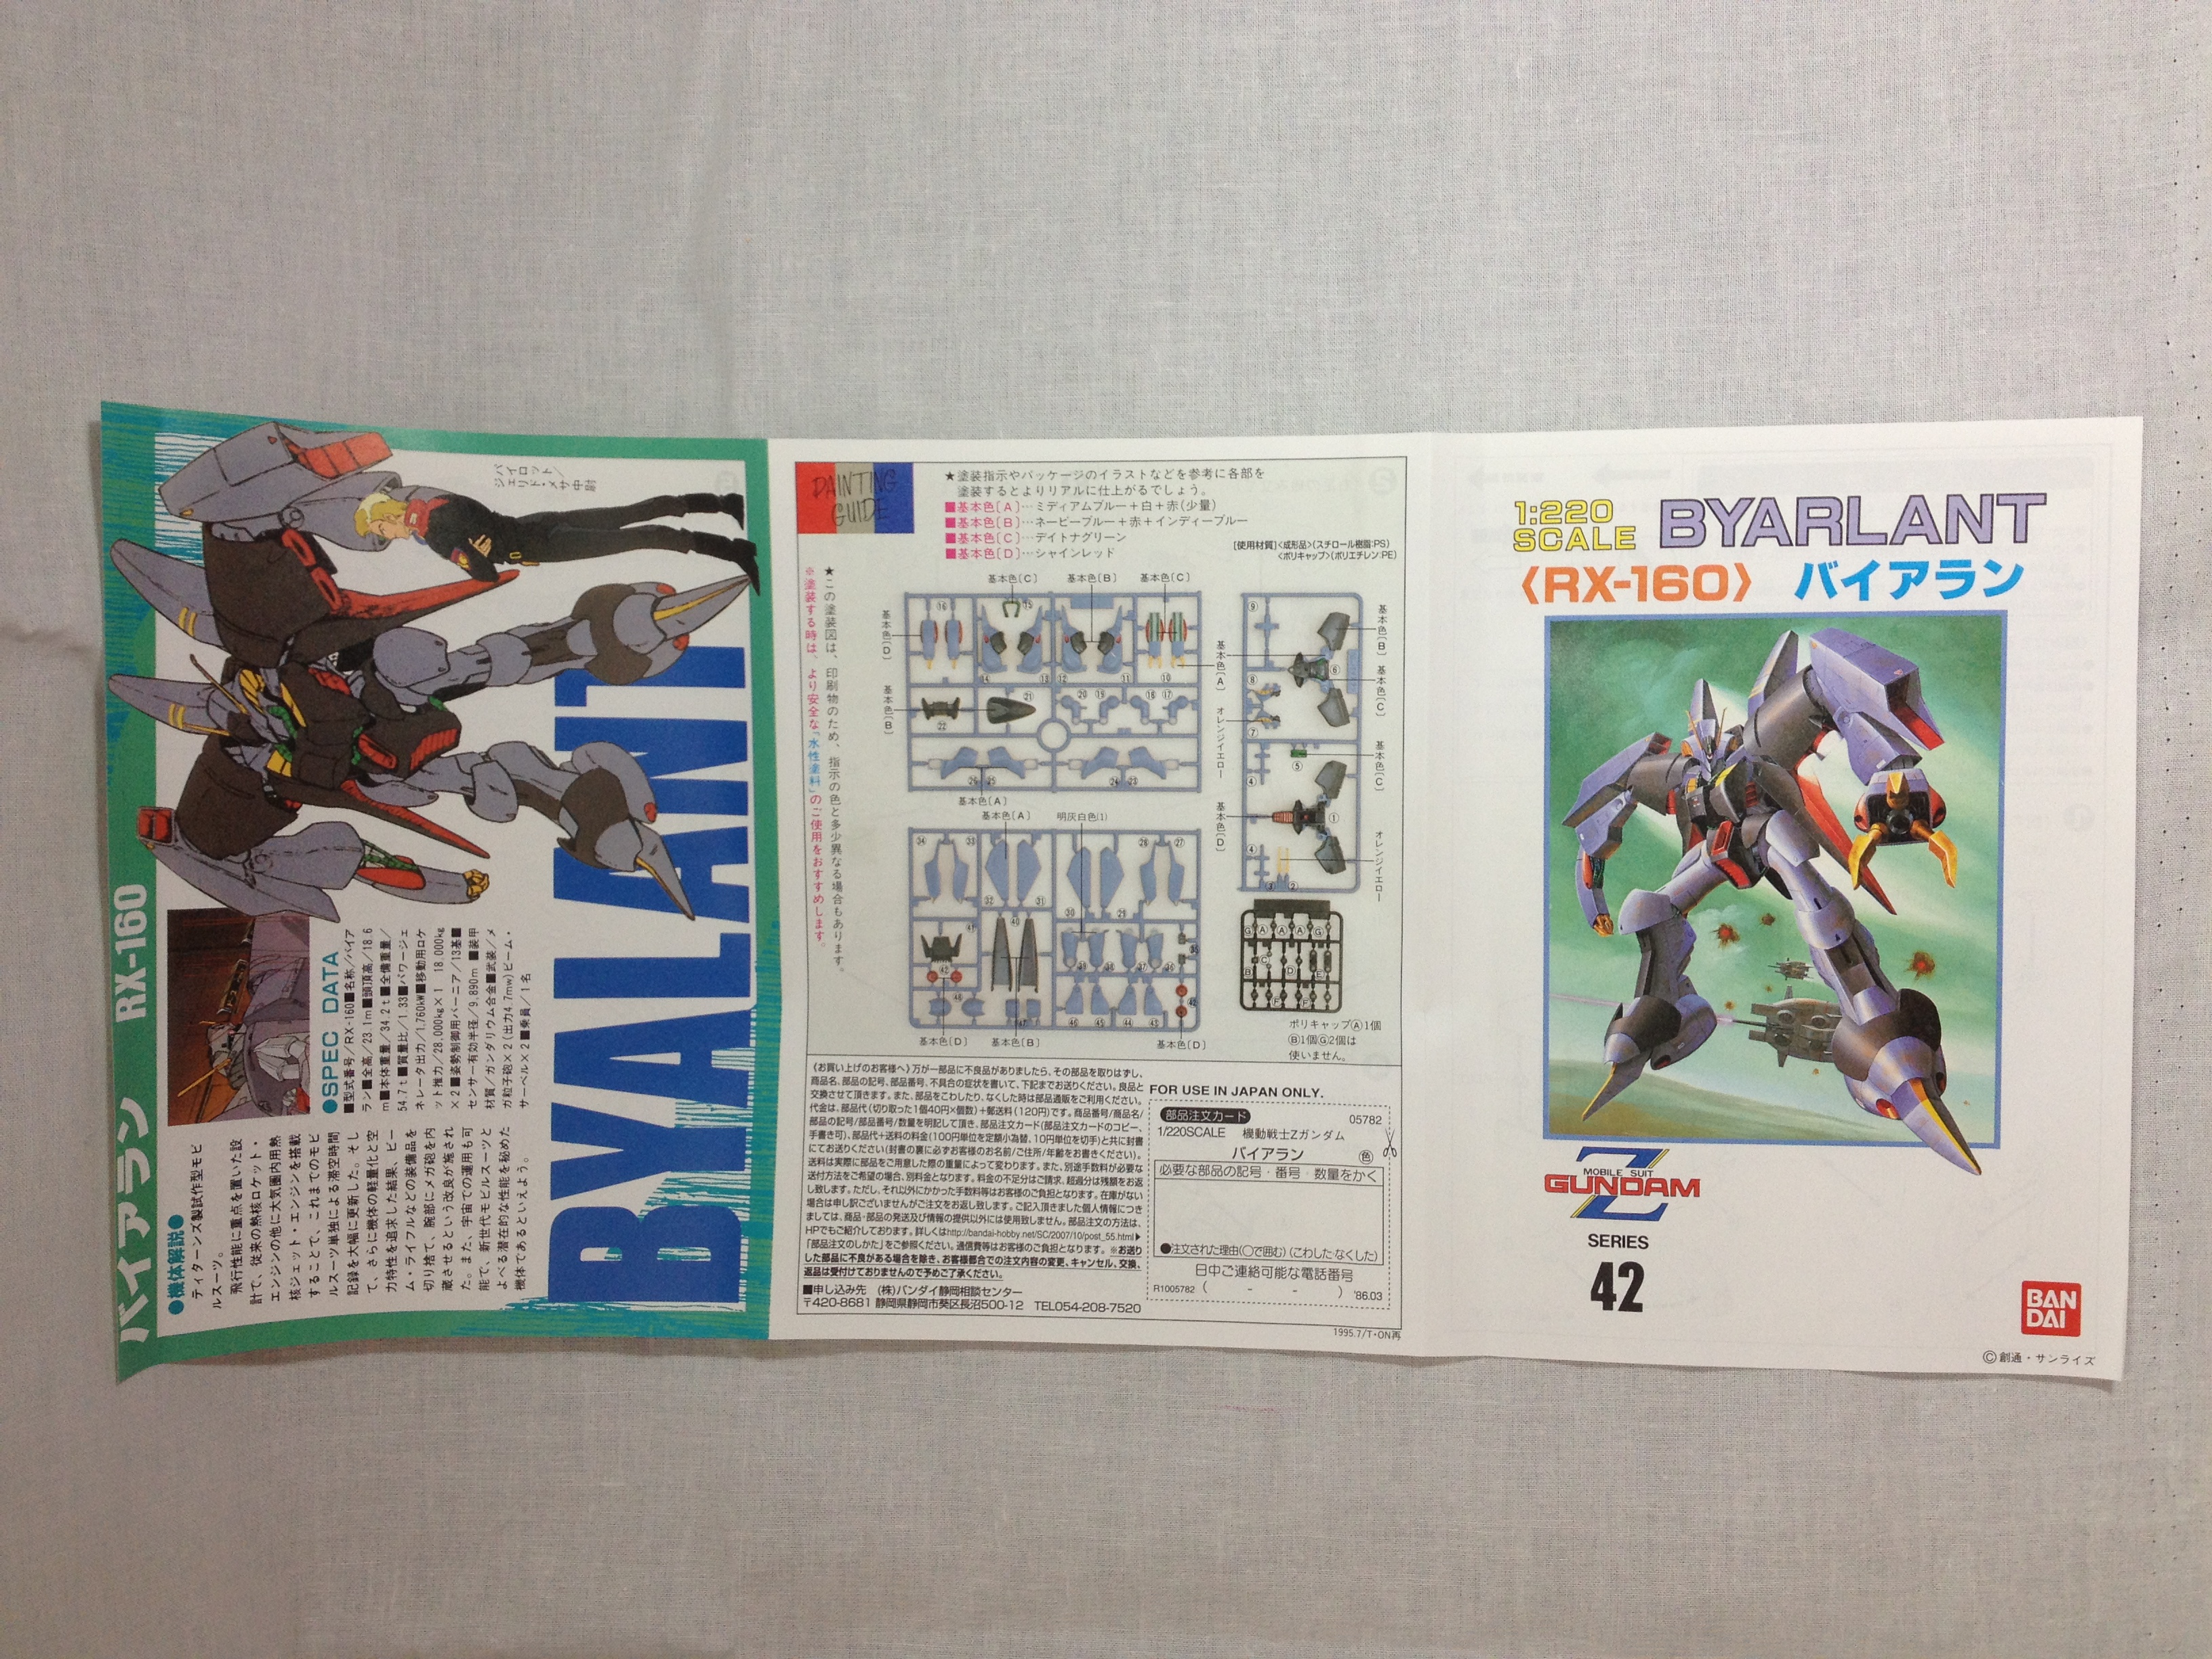 バイアラン RX-160
パイロット/
ジェリド・メサ中尉
BYALANT
●機体解説●
ティターンズ製試作型モビ
ルスーツ。
飛行性能に重点を置いた設
計で、従来の熱核ロケット・
エンジンの他に大気圏内用熱
核ジェット・エンジンを搭載
することで、これまでのモビ
ルスーツ単独による滞空時間
記録を大幅に更新した。そし
て、さらに機体の軽量化と空
力特性を追求した結果、ビー
ム・ライフルなどの装備品を
切り捨て、腕部にメガ砲を内
蔵させるという改良が施され
た。また、宇宙での運用も可
能で、新世代モビルスーツと
よべる潜在的な性能を秘めた
機体であるといえよう。
●SPEC DATA
■型式番号/RX-160■名称/バイア
ラン■全高/23.1m■頭頂高/18.6
m■本体重量/34.2t■全備重量/
54.7t■質量比/1.33■パワージェ
ネレータ出力/1,760kW■移動用ロケ
ット推力/28.000kg×1 18.000kg
×2■姿勢制御用バーニア/13基■
センサー有効半径/9.890m ■装甲
材質/ガンダリウム合金■武装/メ
ガ粒子砲×2(出力4.7mw)ビーム・
サーベル×2■乗員/1名
PAINTING
GUIDE
★塗装指示やパッケージのイラストなどを参考に各部を
塗装するとよりリアルに仕上がるでしょう。
■基本色〔A〕…ミディアムブルー+白+赤(少量)
■基本色〔B〕…ネービーブルー+赤+インディーブルー
■基本色〔C〕…デイトナグリーン
■基本色〔D〕…シャインレッド
[使用材質]<成形品>(スチロール樹脂:PS)
<ポリキャップ>(ポリエチレン:PE)
★この塗装図は、印刷物のため、指示の色と多少異なる場合もあります。
※塗装する時は、より安全な「水性塗料」のご使用をおすすめします。
基本色〔C〕
基本色〔B〕
基本色〔C〕
基本色〔D〕
基本色〔B〕
基本色〔A〕
オレンジイエロー
基本色〔D〕
基本色〔B〕
基本色〔C〕
基本色〔C〕
オレンジイエロー
基本色〔A〕
基本色〔A〕
明灰白色(1)
基本色〔D〕
基本色〔B〕
基本色〔D〕
ポリキャップⒶ1個
Ⓑ1個Ⓖ2個は
使いません。
《お買い上げのお客様へ》万が一部品に不良品がありましたら、その部品を取りはずし、
商品名、部品の記号、部品番号、不具合の症状を書いて、下記までお送りください。良品と
交換させて頂きます。また、部品をこわしたり、なくした時は部品通販をご利用ください。
代金は、部品代(切り取った1個40円×個数)+郵送料(120円)です。商品番号/商品名/
部品の記号/部品番号/数量を明記して頂き、部品注文カード(部品注文カードのコピー、
手書き可)、部品代+送料の料金(100円単位を定額小為替、10円単位を切手)と共に封書
にてお送りください(封書の裏に必ずお客様のお名前/ご住所/年齢をお書きください)。
送料は実際に部品をご用意した際の重量によって変わります。また、別途手数料が必要な
送付方法をご希望の場合、別料金となります。料金の不足分はご請求、超過分は残額をお返
し致します。ただし、それ以外にかかった手数料等はお客様のご負担となります。在庫がない
場合は申し訳ございませんがご注文をお返し致します。ご記入頂きました個人情報につき
ましては、商品・部品の発送及び情報の提供以外には使用致しません。部品注文の方法は、
HPでもご紹介しております。詳しくはhttp://bandai-hobby.net/SC/2007/10/post_55.html▶
「部品注文のしかた」をご参照ください。通信費等はお客様のご負担となります。※お送り
した部品に不良がある場合を除き、お客様都合での注文内容の変更、キャンセル、交換、
返品は受付けておりませんので予めご了承ください。
■申し込み先 (株)バンダイ静岡相談センター
〒420-8681 静岡県静岡市葵区長沼500-12 TEL054-208-7520
FOR USE IN JAPAN ONLY.
部品注文カード 05782
1/220SCALE 機動戦士Zガンダム
バイアラン 色
必要な部品の記号・番号・数量をかく
●注文された理由(○で囲む)(こわした・なくした)
日中ご連絡可能な電話番号
R1005782 ( - - ) '86.03
1995.7/T・ON再
1:220
SCALE BYARLANT
〈RX-160〉 バイアラン
MOBILE SUIT
Z GUNDAM
SERIES
42
BAN
DAI
Ⓒ創通・サンライズ